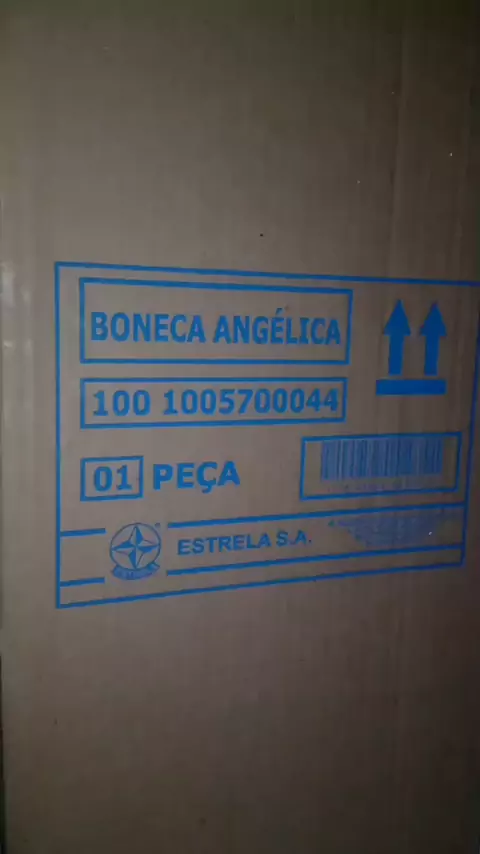 BONECA ANGÉLICA
100 1005700044
01 PEÇA
ESTRELA S.A.